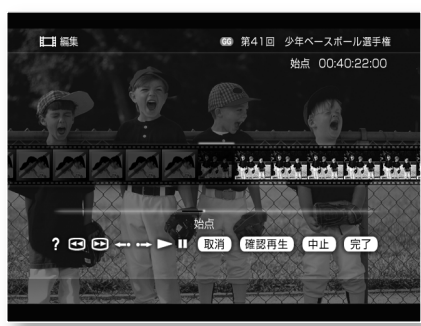 編集
GG 第41回 少年ベースボール選手権
始点 00:40:22:00
始点
? 取消 確認再生 中止 完了